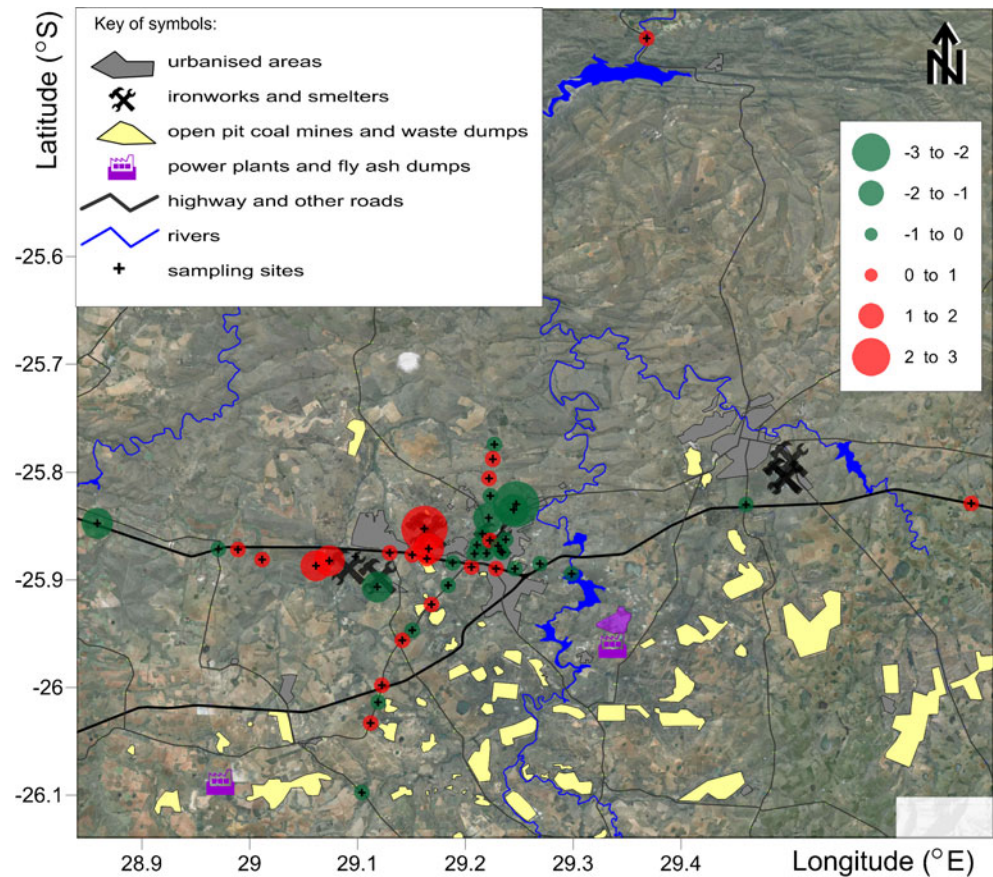 Key of symbols:
urbanised areas
ironworks and smelters
open pit coal mines and waste dumps
power plants and fly ash dumps
highway and other roads
rivers
sampling sites
N
-3 to -2
-2 to -1
-1 to 0
0 to 1
1 to 2
2 to 3
Latitude (°S)
-25.6
-25.7
-25.8
-25.9
-26
-26.1
28.9 29 29.1 29.2 29.3 29.4 Longitude (°E)